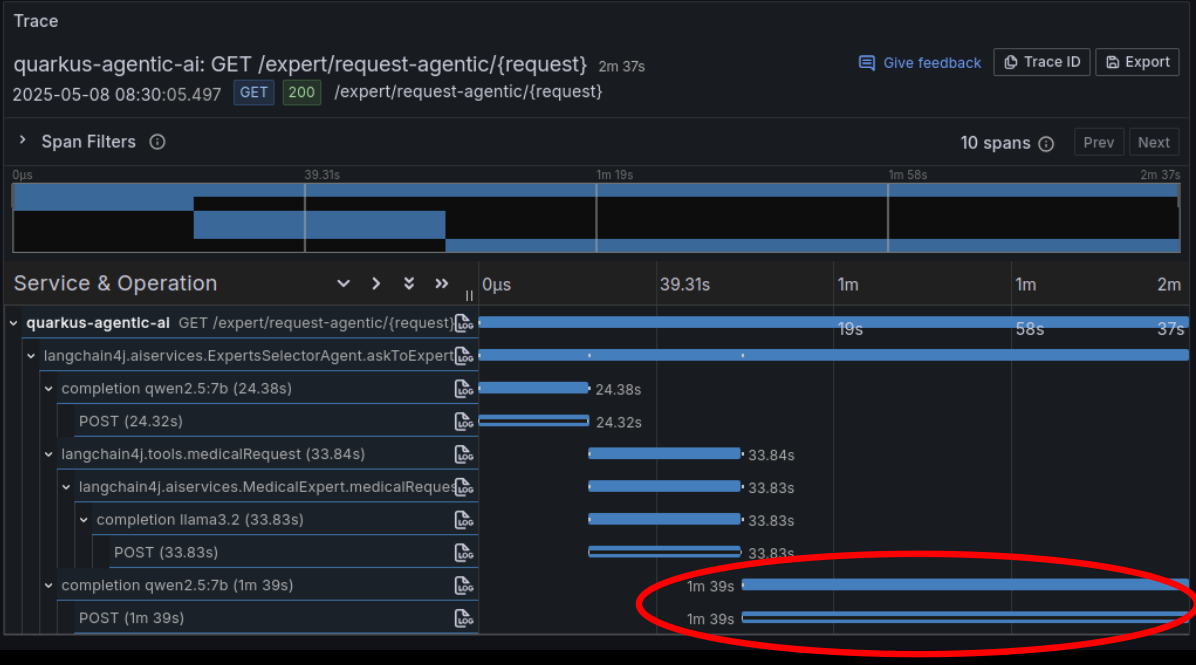 Trace
quarkus-agentic-ai: GET /expert/request-agentic/{request} 2m 37s
Give feedback
Trace ID
Export
2025-05-08 08:30:05.497 GET 200 /expert/request-agentic/{request}
Span Filters
10 spans
Prev
Next
0μs 39.31s 1m 19s 1m 58s 2m 37s
Service & Operation
0μs 39.31s 1m 19s 1m 58s 2m 37s
quarkus-agentic-ai GET /expert/request-agentic/{request} LOG
langchain4j.aiservices.ExpertsSelectorAgent.askToExpert LOG
completion qwen2.5:7b (24.38s) LOG 24.38s
POST (24.32s) LOG 24.32s
langchain4j.tools.medicalRequest (33.84s) LOG 33.84s
langchain4j.aiservices.MedicalExpert.medicalReques LOG 33.83s
completion llama3.2 (33.83s) LOG 33.83s
POST (33.83s) LOG 33.83s
completion qwen2.5:7b (1m 39s) LOG 1m 39s
POST (1m 39s) LOG 1m 39s